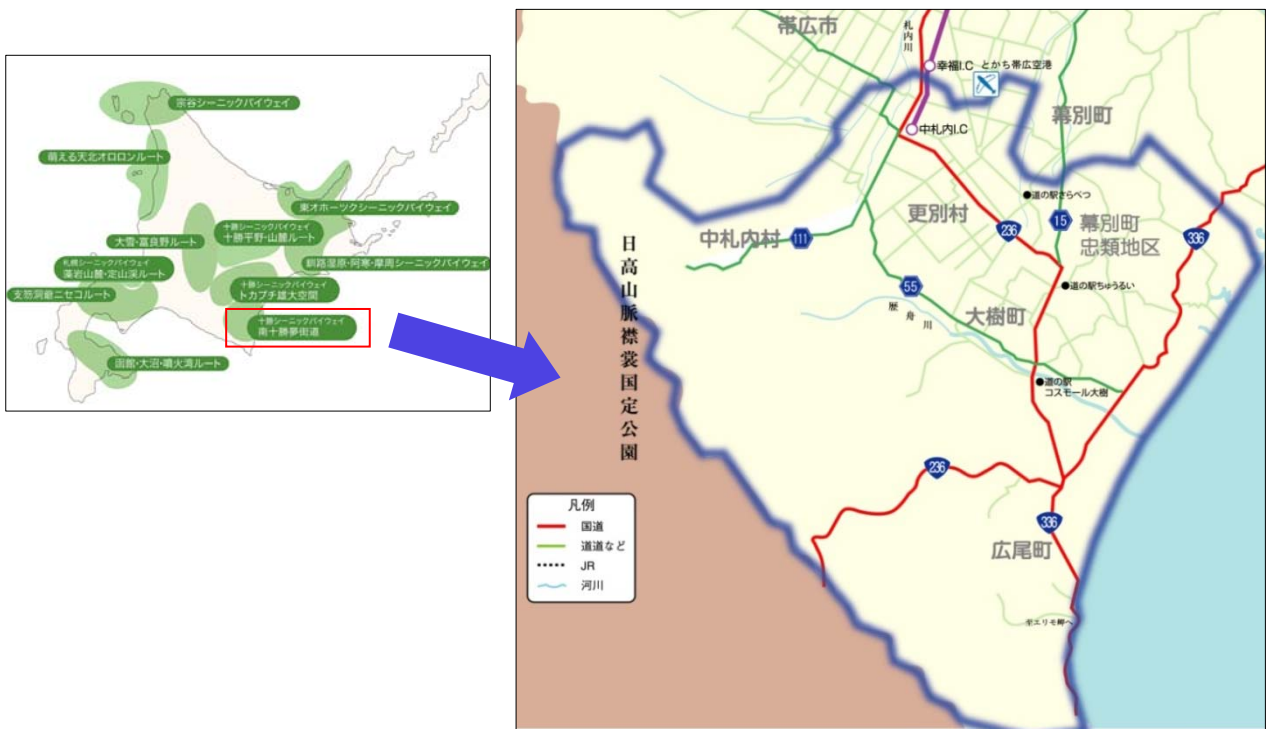 宗谷シーニックバイウェイ
萌える天北オロロンルート
東オホーツクシーニックバイウェイ
十勝シーニックバイウェイ
十勝平野・山麓ルート
大雪・富良野ルート
釧路湿原・阿寒・摩周シーニックバイウェイ
札幌シーニックバイウェイ
藻岩山麓・定山渓ルート
十勝シーニックバイウェイ
トカプチ雄大空間
支笏洞爺ニセコルート
十勝シーニックバイウェイ
南十勝夢街道
函館・大沼・噴火湾ルート
帯広市
札内川
幸福I.C
とかち帯広空港
中札内I.C
幕別町
道の駅さらべつ
更別村
中札内村
111
236
15
幕別町
忠類地区
336
日高山脈襟裳国定公園
55
道の駅ちゅうるい
歴舟川
大樹町
道の駅
コスモール大樹
236
336
広尾町
至エリモ岬へ
凡例
国道
道道など
JR
河川